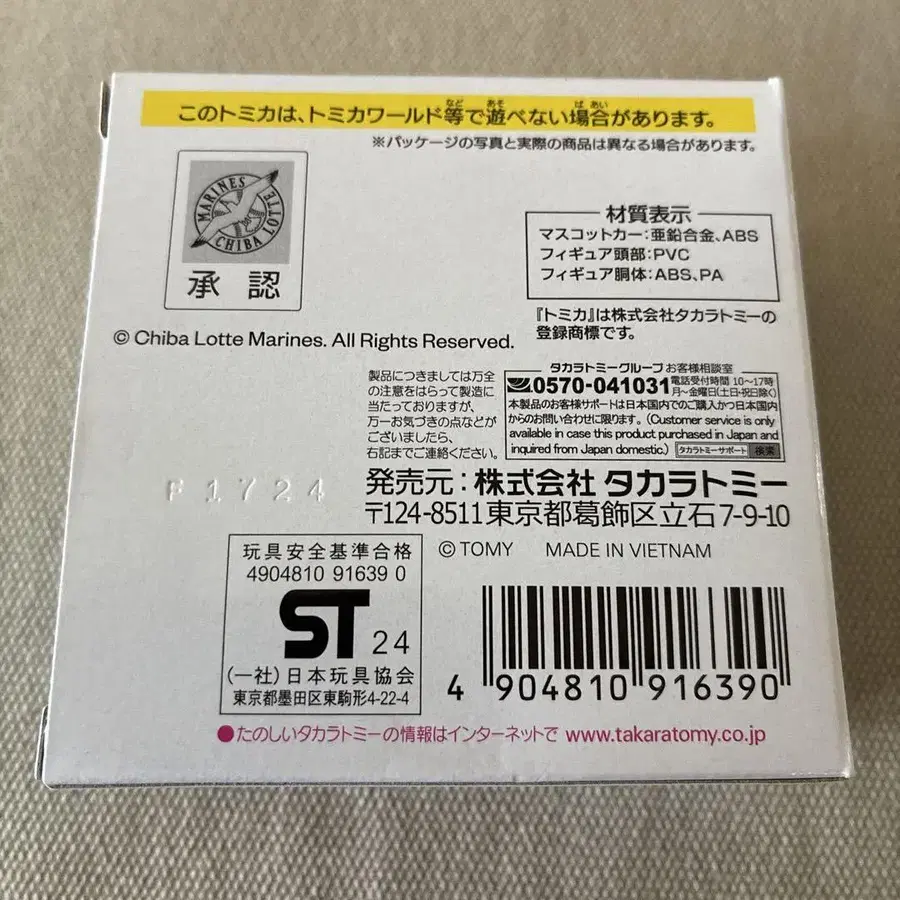 このトミカは、トミカワールド等で遊べない場合があります。
※パッケージの写真と実際の商品は異なる場合があります。
MARINES
CHIBA LOTTE
承認
© Chiba Lotte Marines. All Rights Reserved.
材質表示
マスコットカー:亜鉛合金、ABS
フィギュア頭部:PVC
フィギュア胴体:ABS、PA
『トミカ』は株式会社タカラトミーの
登録商標です。
製品につきましては万全
の注意をはらって製造に
当たっておりますが、
万一お気づきの点などが
ございましたら、
右記までご連絡ください。
タカラトミーグループ お客様相談室
0570-041031 電話受付時間 10〜17時
月〜金曜日(土日・祝日除く)
本製品のお客様サポートは日本国内でのご購入かつ日本国内
からのお問い合わせに限ります。(Customer service is only
available in case this product purchased in Japan and
inquired from Japan domestic.) タカラトミーサポート 検索
F1724
発売元:株式会社 タカラトミー
〒124-8511 東京都葛飾区立石7-9-10
© TOMY MADE IN VIETNAM
玩具安全基準合格
4904810 91639 0
ST 24
(一社)日本玩具協会
東京都墨田区東駒形4-22-4
4 904810 916390
●たのしいタカラトミーの情報はインターネットで www.takaratomy.co.jp